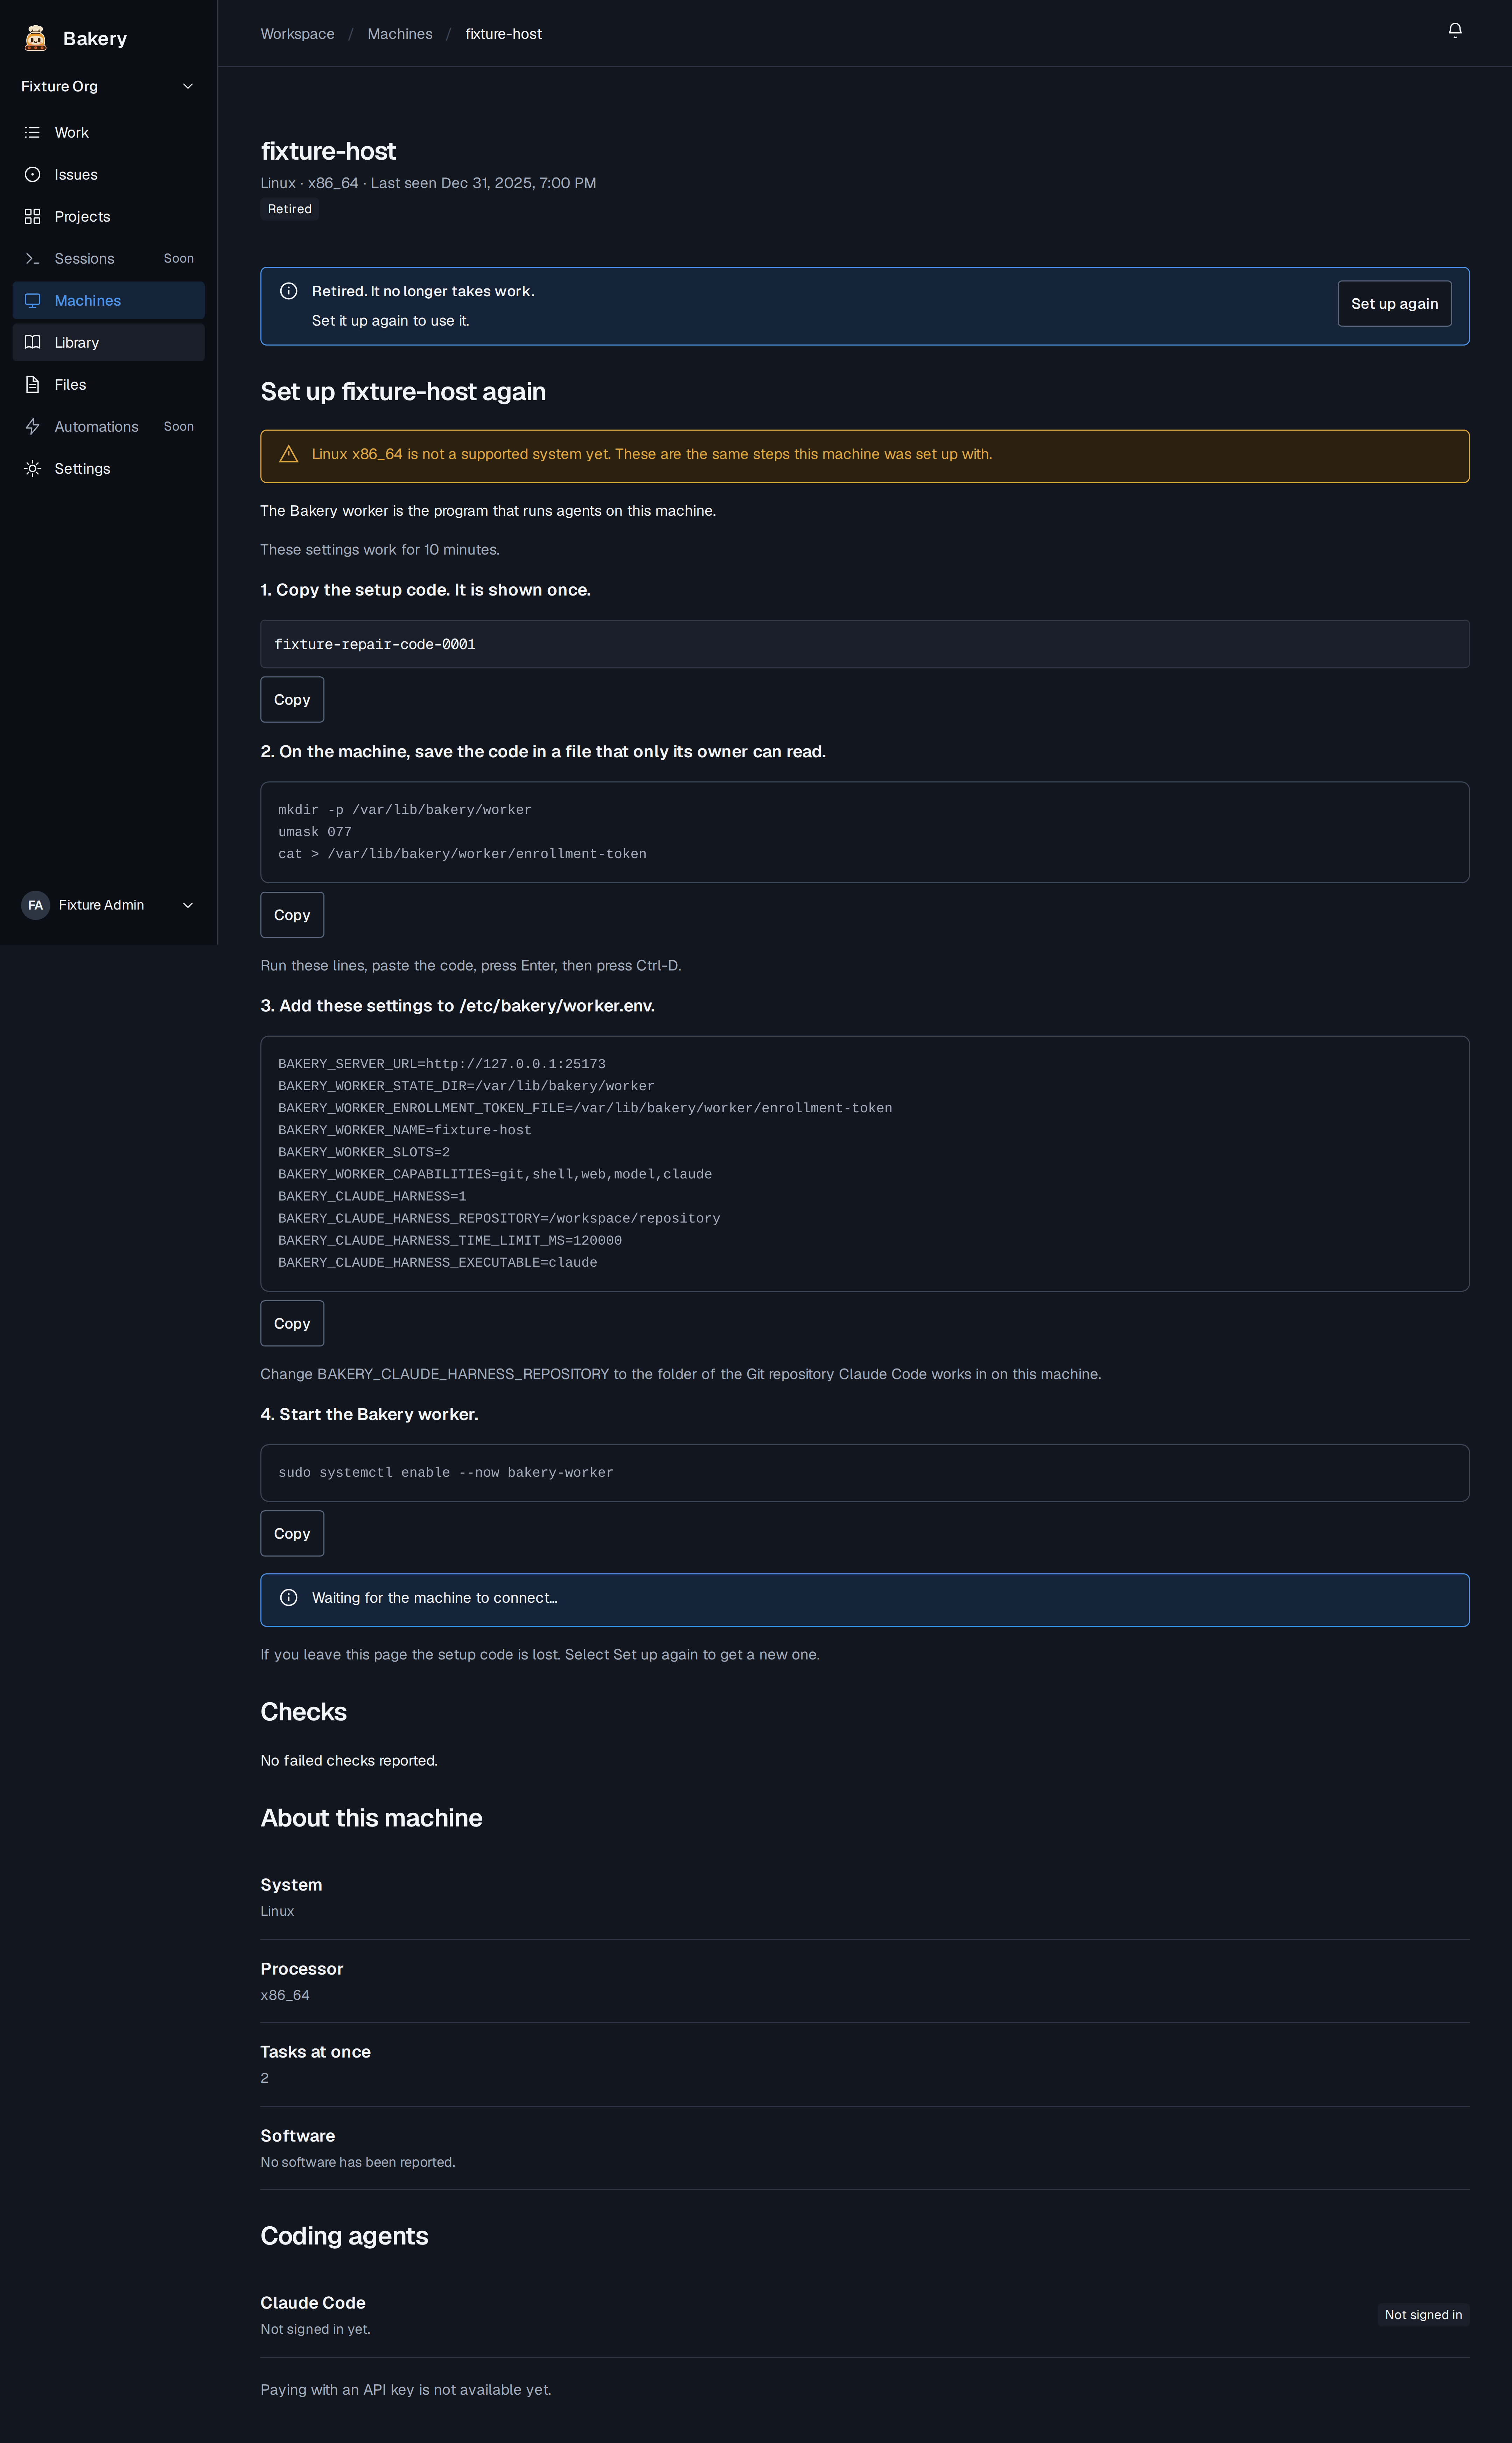 Bakery
Fixture Org
Work
Issues
Projects
Sessions Soon
Machines
Library
Files
Automations Soon
Settings
FA Fixture Admin
Workspace / Machines / fixture-host
fixture-host
Linux · x86_64 · Last seen Dec 31, 2025, 7:00 PM
Retired
Retired. It no longer takes work.
Set it up again to use it.
Set up again
Set up fixture-host again
Linux x86_64 is not a supported system yet. These are the same steps this machine was set up with.
The Bakery worker is the program that runs agents on this machine.
These settings work for 10 minutes.
1. Copy the setup code. It is shown once.
fixture-repair-code-0001
Copy
2. On the machine, save the code in a file that only its owner can read.
mkdir -p /var/lib/bakery/worker
umask 077
cat > /var/lib/bakery/worker/enrollment-token
Copy
Run these lines, paste the code, press Enter, then press Ctrl-D.
3. Add these settings to /etc/bakery/worker.env.
BAKERY_SERVER_URL=http://127.0.0.1:25173
BAKERY_WORKER_STATE_DIR=/var/lib/bakery/worker
BAKERY_WORKER_ENROLLMENT_TOKEN_FILE=/var/lib/bakery/worker/enrollment-token
BAKERY_WORKER_NAME=fixture-host
BAKERY_WORKER_SLOTS=2
BAKERY_WORKER_CAPABILITIES=git,shell,web,model,claude
BAKERY_CLAUDE_HARNESS=1
BAKERY_CLAUDE_HARNESS_REPOSITORY=/workspace/repository
BAKERY_CLAUDE_HARNESS_TIME_LIMIT_MS=120000
BAKERY_CLAUDE_HARNESS_EXECUTABLE=claude
Copy
Change BAKERY_CLAUDE_HARNESS_REPOSITORY to the folder of the Git repository Claude Code works in on this machine.
4. Start the Bakery worker.
sudo systemctl enable --now bakery-worker
Copy
Waiting for the machine to connect…
If you leave this page the setup code is lost. Select Set up again to get a new one.
Checks
No failed checks reported.
About this machine
System
Linux
Processor
x86_64
Tasks at once
2
Software
No software has been reported.
Coding agents
Claude Code
Not signed in yet.
Not signed in
Paying with an API key is not available yet.